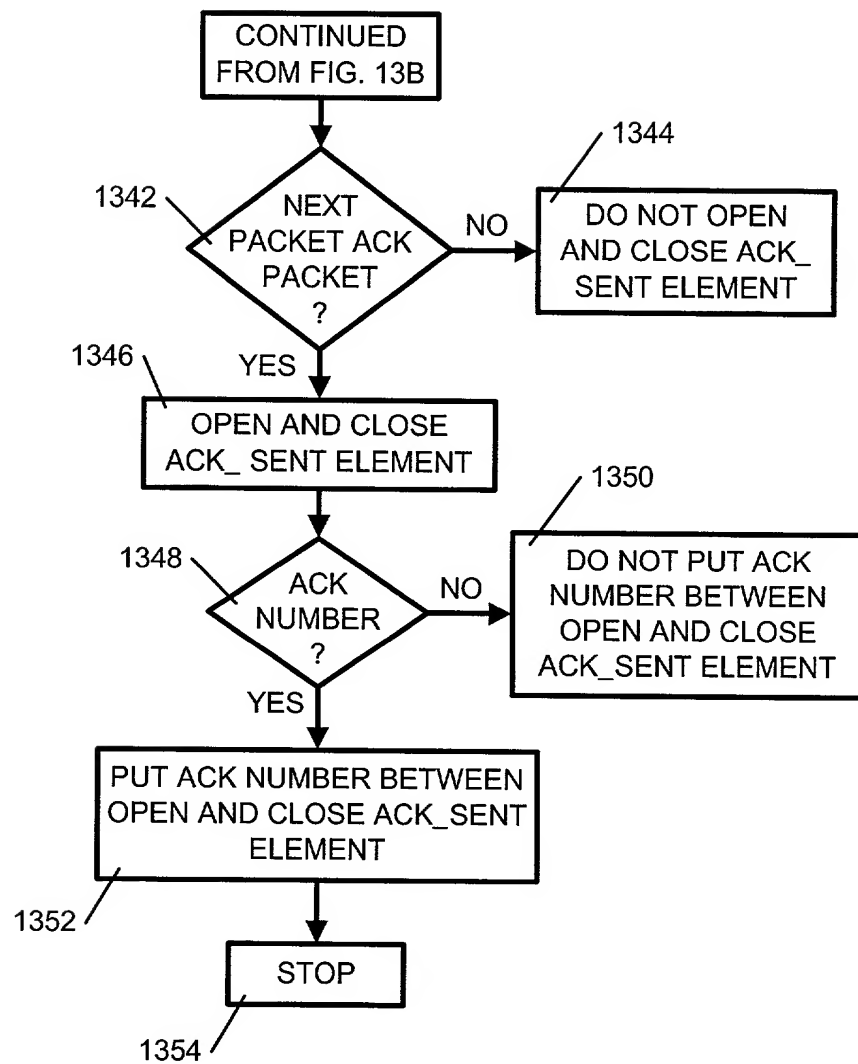 CONTINUED
FROM FIG. 13B
1342
NEXT
PACKET ACK
PACKET
?
NO
1344
DO NOT OPEN
AND CLOSE ACK_
SENT ELEMENT
YES
1346
OPEN AND CLOSE
ACK_ SENT ELEMENT
1348
ACK
NUMBER
?
NO
1350
DO NOT PUT ACK
NUMBER BETWEEN
OPEN AND CLOSE
ACK_SENT ELEMENT
YES
PUT ACK NUMBER BETWEEN
OPEN AND CLOSE ACK_SENT
ELEMENT
1352
STOP
1354